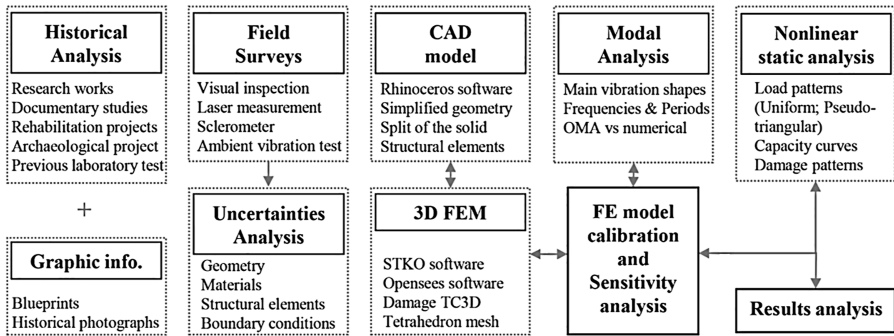 Historical
Analysis
Research works
Documentary studies
Rehabilitation projects
Archaeological project
Previous laboratory test
+
Graphic info.
Blueprints
Historical photographs
Field
Surveys
Visual inspection
Laser measurement
Sclerometer
Ambient vibration test
Uncertainties
Analysis
Geometry
Materials
Structural elements
Boundary conditions
CAD
model
Rhinoceros software
Simplified geometry
Split of the solid
Structural elements
3D FEM
STKO software
Opensees software
Damage TC3D
Tetrahedron mesh
Modal
Analysis
Main vibration shapes
Frequencies & Periods
OMA vs numerical
FE model
calibration
and
Sensitivity
analysis
Nonlinear
static analysis
Load patterns
(Uniform; Pseudo-
triangular)
Capacity curves
Damage patterns
Results analysis